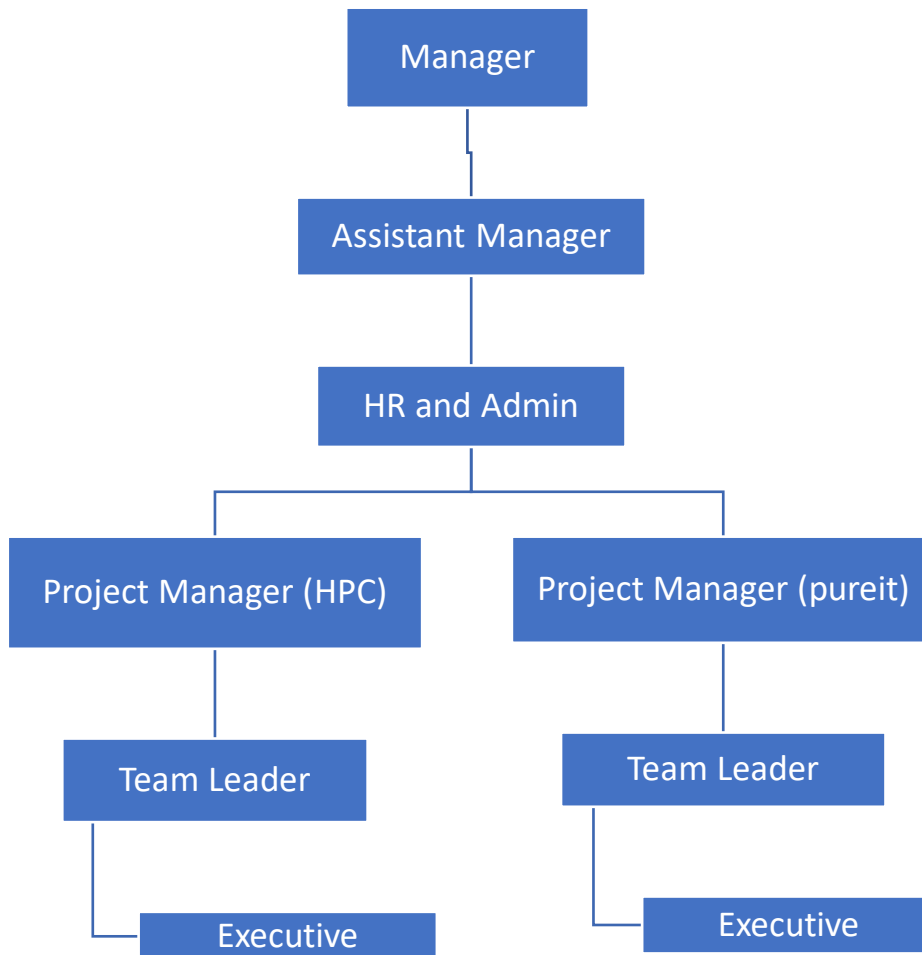 Manager
Assistant Manager
HR and Admin
Project Manager (HPC)
Project Manager (pureit)
Team Leader
Team Leader
Executive
Executive